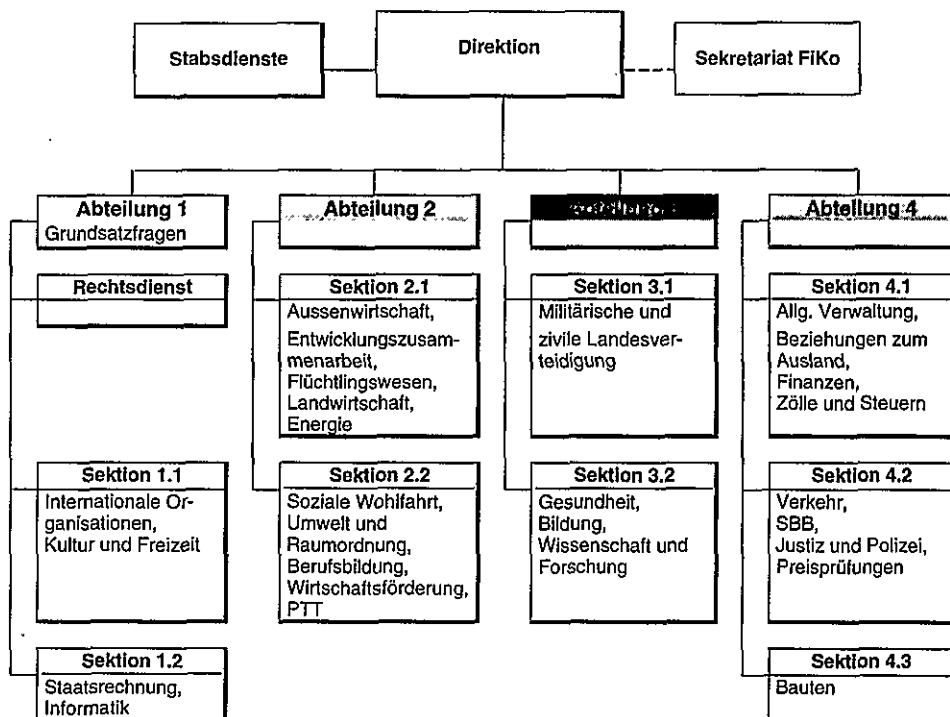 Stabsdienste
Direktion
Sekretariat FiKo
Abteilung 1
Grundsatzfragen
Rechtsdienst
Sektion 1.1
Internationale Or-
ganisationen,
Kultur und Freizeit
Sektion 1.2
Staatsrechnung,
Informatik
Abteilung 2
Sektion 2.1
Aussenwirtschaft,
Entwicklungszusam-
menarbeit,
Flüchtlingswesen,
Landwirtschaft,
Energie
Sektion 2.2
Soziale Wohlfahrt,
Umwelt und
Raumordnung,
Berufsbildung,
Wirtschaftsförderung,
PTT
Sektion 3.1
Militärische und
zivile Landesver-
teidigung
Sektion 3.2
Gesundheit,
Bildung,
Wissenschaft und
Forschung
Abteilung 4
Sektion 4.1
Allg. Verwaltung,
Beziehungen zum
Ausland,
Finanzen,
Zölle und Steuern
Sektion 4.2
Verkehr,
SBB,
Justiz und Polizei,
Preisprüfungen
Sektion 4.3
Bauten